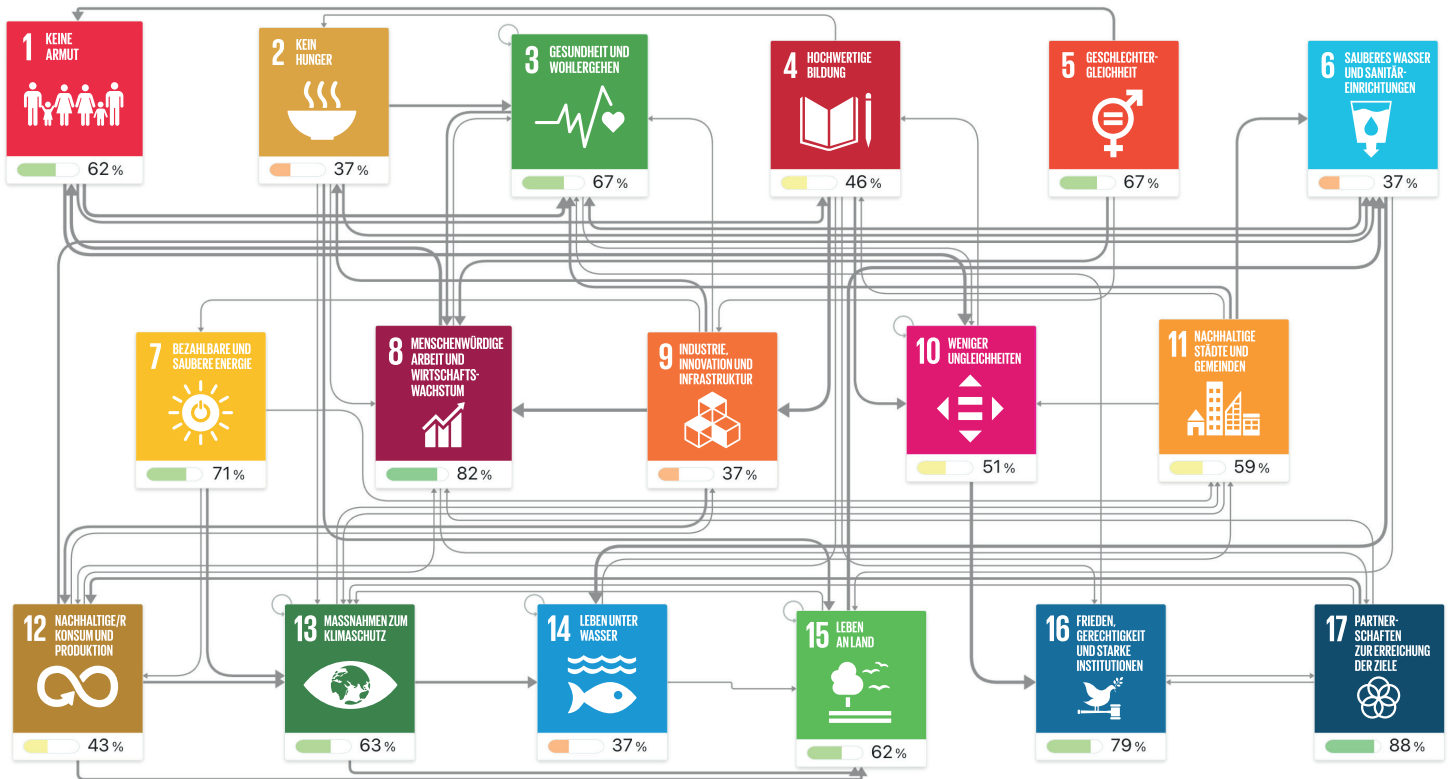 1 KEINE
ARMUT
62 %
2 KEIN
HUNGER
37 %
3 GESUNDHEIT UND
WOHLERGEHEN
67 %
4 HOCHWERTIGE
BILDUNG
46 %
5 GESCHLECHTER-
GLEICHHEIT
67 %
6 SAUBERES WASSER
UND SANITÄR-
EINRICHTUNGEN
37 %
7 BEZAHLBARE UND
SAUBERE ENERGIE
71 %
8 MENSCHENWÜRDIGE
ARBEIT UND
WIRTSCHAFTS-
WACHSTUM
82 %
9 INDUSTRIE,
INNOVATION UND
INFRASTRUKTUR
37 %
10 WENIGER
UNGLEICHHEITEN
51 %
11 NACHHALTIGE
STÄDTE UND
GEMEINDEN
59 %
12 NACHHALTIGE/R
KONSUM UND
PRODUKTION
43 %
13 MASSNAHMEN ZUM
KLIMASCHUTZ
63 %
14 LEBEN UNTER
WASSER
37 %
15 LEBEN
AN LAND
62 %
16 FRIEDEN,
GERECHTIGKEIT
UND STARKE
INSTITUTIONEN
79 %
17 PARTNER-
SCHAFTEN
ZUR ERREICHUNG
DER ZIELE
88 %